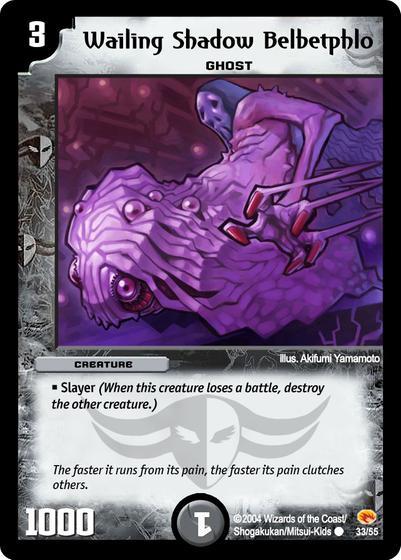 3
Wailing Shadow Belbetphlo
GHOST
Illus. Akifumi Yamamoto
CREATURE
▪ Slayer (When this creature loses a battle, destroy
the other creature.)
The faster it runs from its pain, the faster its pain clutches
others.
1000
1
©2004 Wizards of the Coast/
Shogakukan/Mitsui-Kids ● 33/55